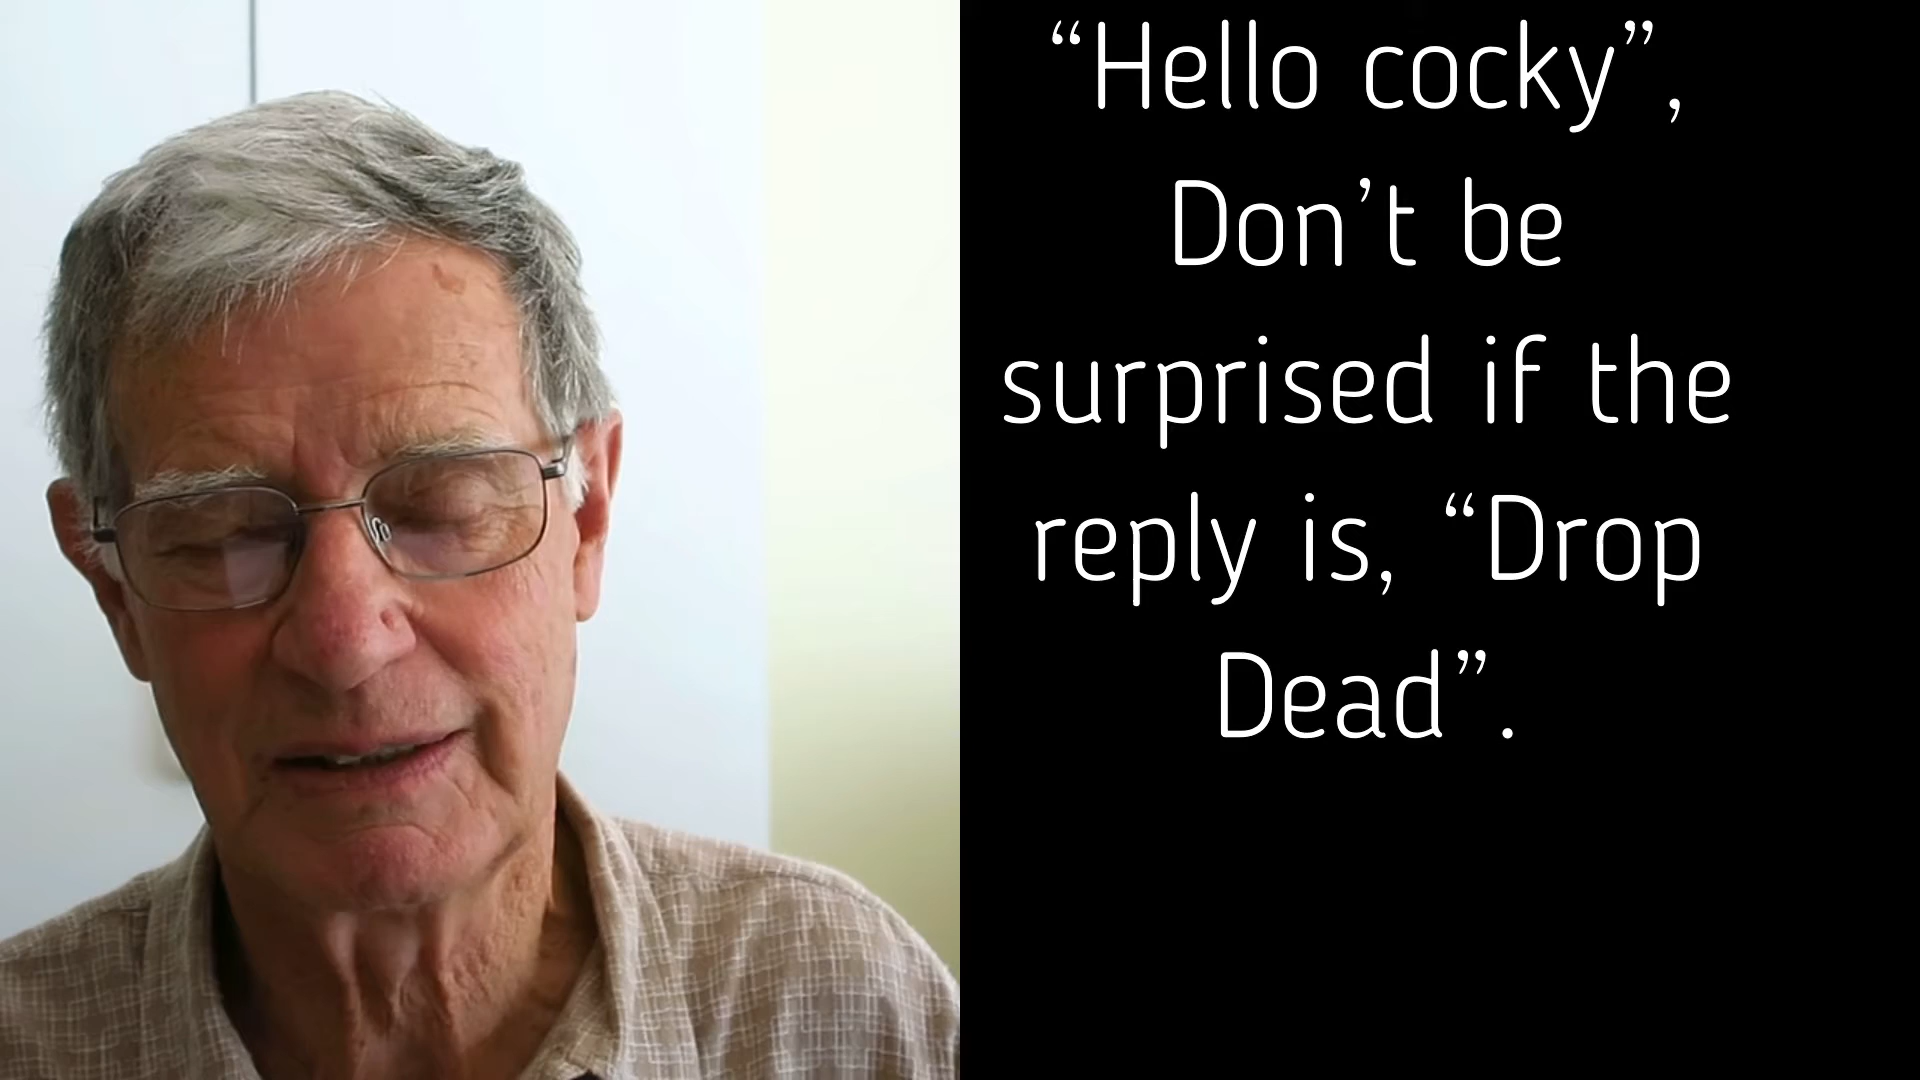 “Hello cocky”,
Don’t be
surprised if the
reply is, “Drop
Dead”.